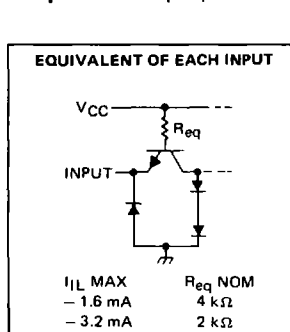 EQUIVALENT OF EACH INPUT
VCC
Req
INPUT
IIL MAX Req NOM
– 1.6 mA 4 kΩ
– 3.2 mA 2 kΩ